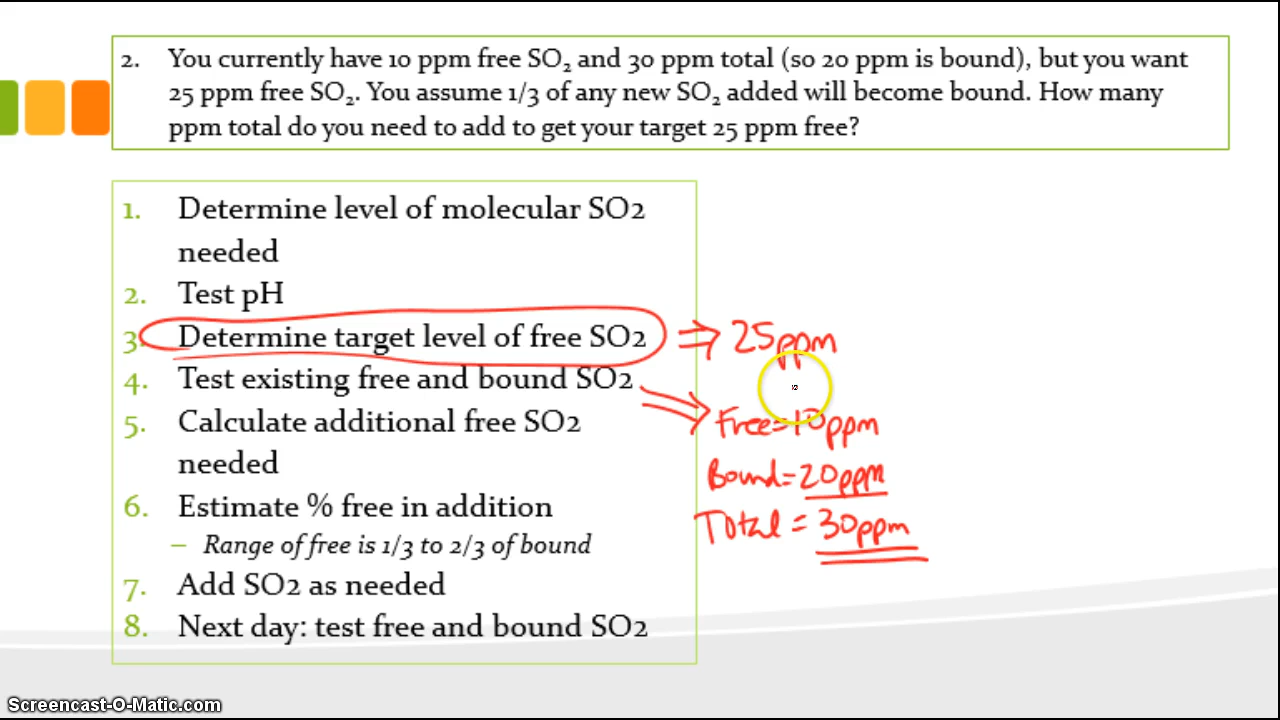 2. You currently have 10 ppm free SO₂ and 30 ppm total (so 20 ppm is bound), but you want
25 ppm free SO₂. You assume 1/3 of any new SO₂ added will become bound. How many
ppm total do you need to add to get your target 25 ppm free?
1. Determine level of molecular SO2
needed
2. Test pH
3. Determine target level of free SO2
25ppm
4. Test existing free and bound SO2
Free=10ppm
5. Calculate additional free SO2
needed
Bound=20ppm
6. Estimate % free in addition
Total = 30ppm
– Range of free is 1/3 to 2/3 of bound
7. Add SO2 as needed
8. Next day: test free and bound SO2
Screencast-O-Matic.com